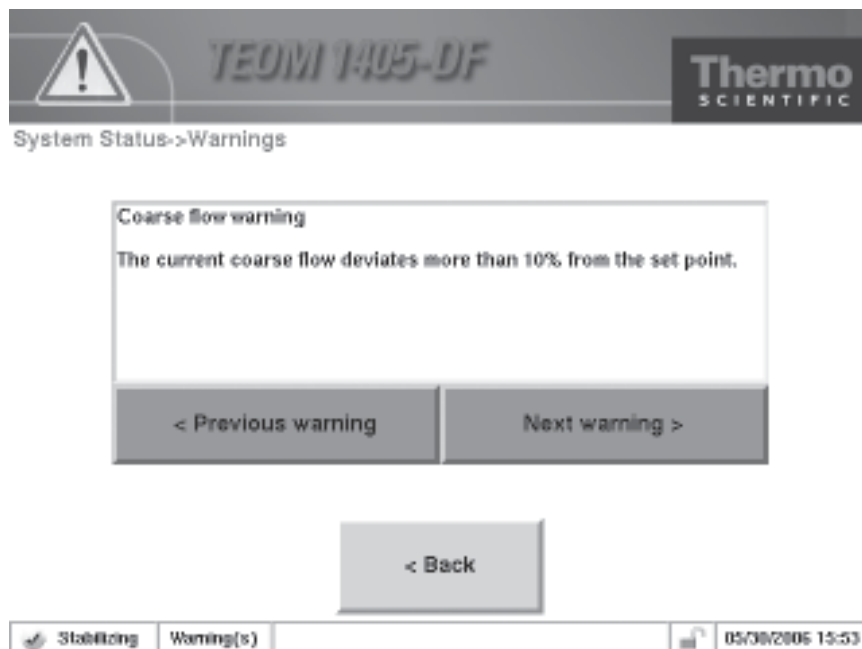 TEOM 1405-DF
Thermo
SCIENTIFIC
System Status->Warnings
Coarse flow warning
The current coarse flow deviates more than 10% from the set point.
< Previous warning
Next warning >
< Back
Stabilizing
Warning(s)
05/30/2006 15:53